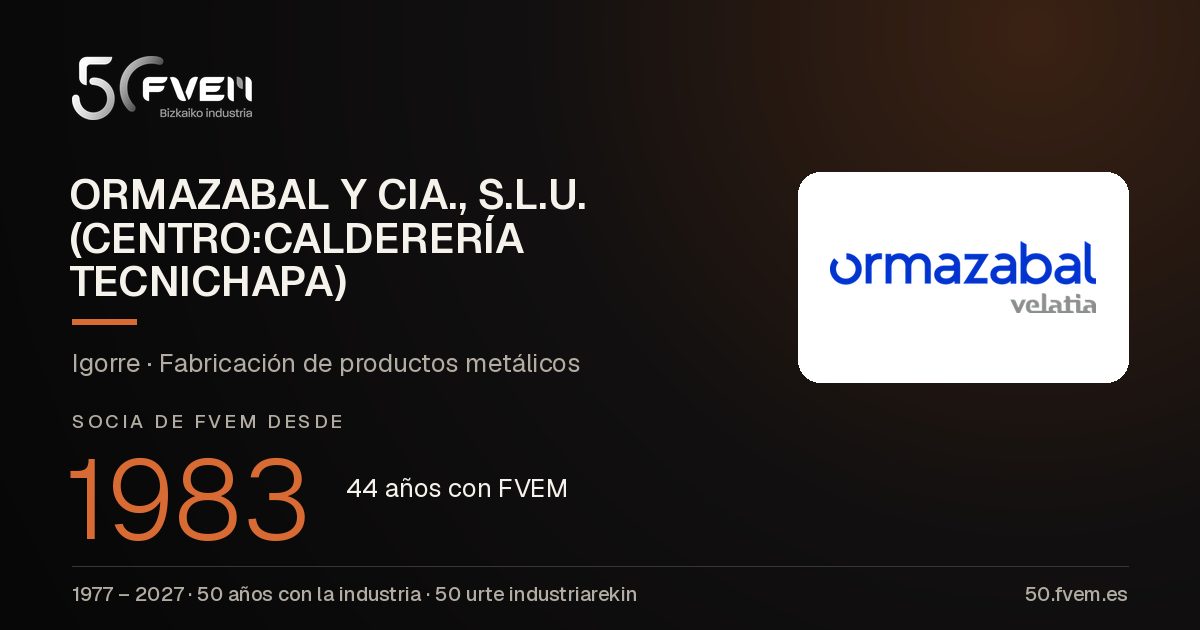 50 FVEM
Bizkaiko industria
ORMAZABAL Y CIA., S.L.U.
(CENTRO:CALDERERÍA
TECNICHAPA)
ormazabal
velatia
Igorre · Fabricación de productos metálicos
SOCIA DE FVEM DESDE
1983
44 años con FVEM
1977 – 2027 · 50 años con la industria · 50 urte industriarekin
50.fvem.es